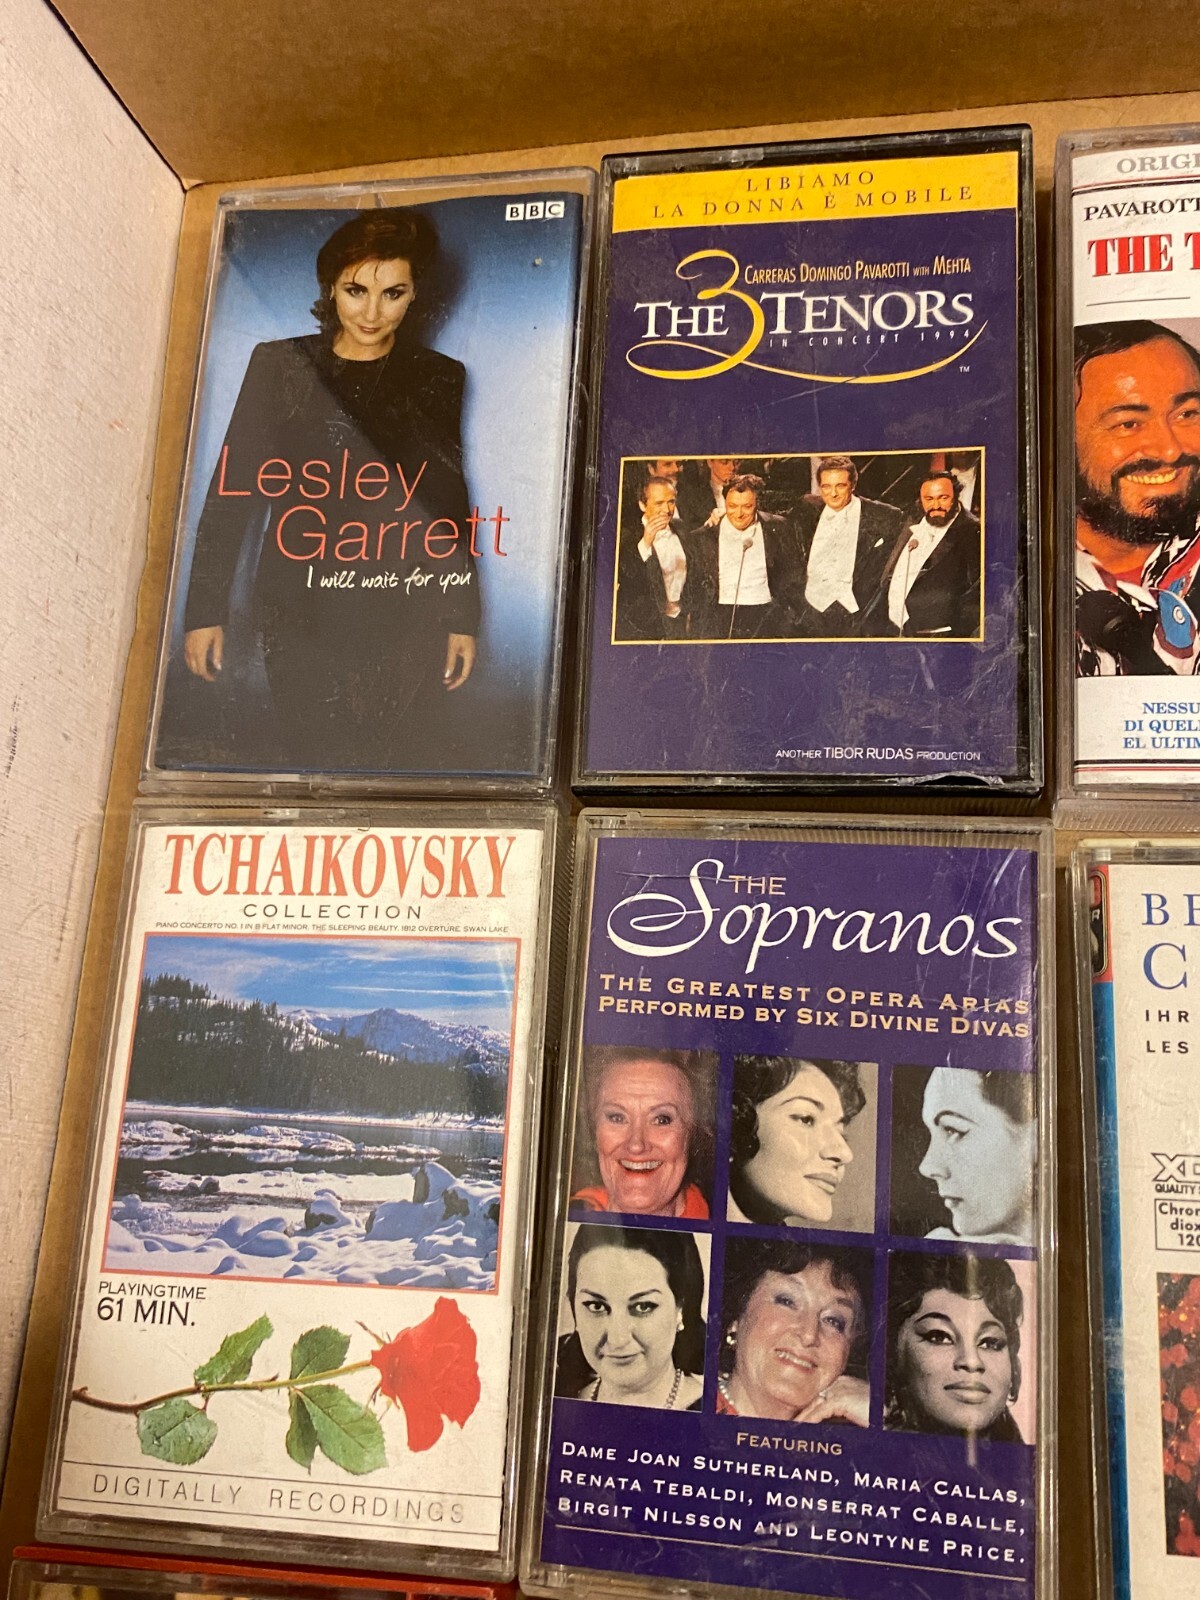 BBC
Lesley
Garrett
I will wait for you
LIBIAMO
LA DONNA È MOBILE
CARRERAS DOMINGO PAVAROTTI WITH MEHTA
THE 3 TENORS
IN CONCERT 1994
TM
ANOTHER TIBOR RUDAS PRODUCTION
PAVAROTT
THE
NESSU
DI QUEL
EL ULTIM
TCHAIKOVSKY
COLLECTION
PIANO CONCERTO NO. 1 IN B FLAT MINOR, THE SLEEPING BEAUTY, 1812 OVERTURE, SWAN LAKE
PLAYINGTIME
61 MIN.
DIGITALLY RECORDINGS
THE
Sopranos
THE GREATEST OPERA ARIAS
PERFORMED BY SIX DIVINE DIVAS
FEATURING
DAME JOAN SUTHERLAND, MARIA CALLAS,
RENATA TEBALDI, MONSERRAT CABALLE,
BIRGIT NILSSON AND LEONTYNE PRICE.
IHR
LES
QUALITY
Chrom
diox
120